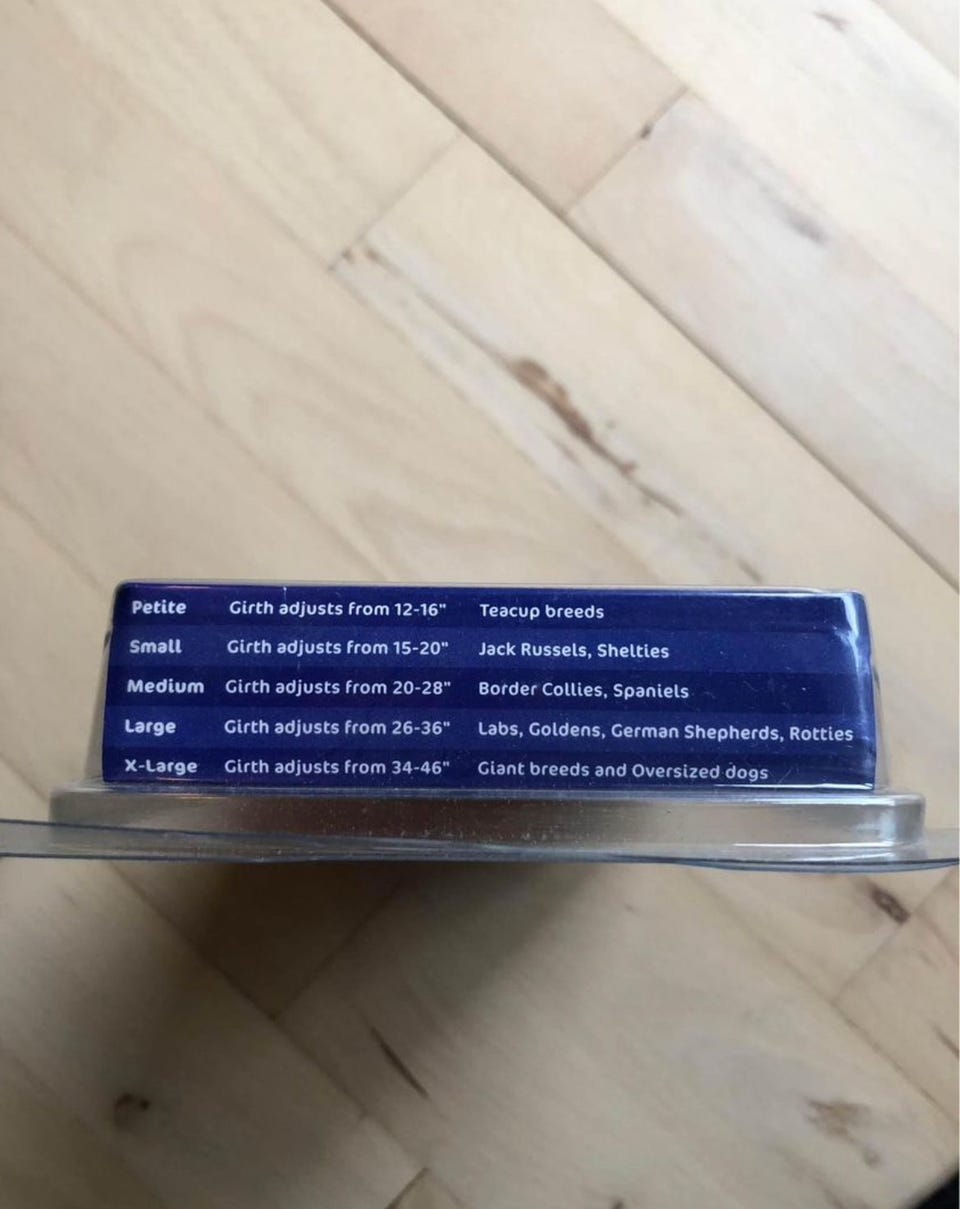 Petite Girth adjusts from 12-16" Teacup breeds
Small Girth adjusts from 15-20" Jack Russels, Shelties
Medium Girth adjusts from 20-28" Border Collies, Spaniels
Large Girth adjusts from 26-36" Labs, Goldens, German Shepherds, Rotties
X-Large Girth adjusts from 34-46" Giant breeds and Oversized dogs